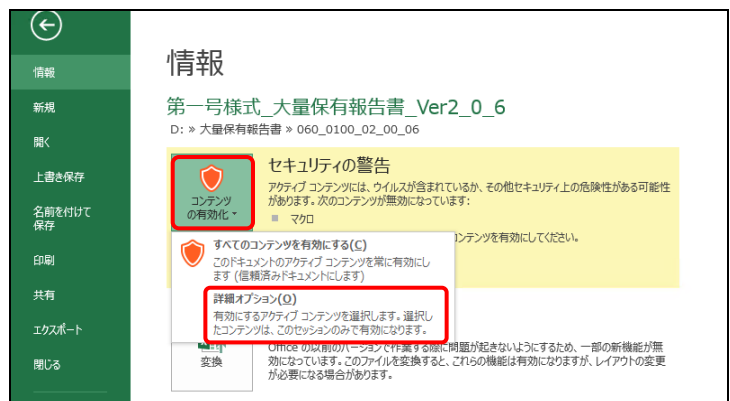 情報
新規
開く
上書き保存
名前を付けて
保存
印刷
共有
エクスポート
閉じる
情報
第一号様式_大量保有報告書_Ver2_0_6
D: » 大量保有報告書 » 060_0100_02_00_06
コンテンツ
の有効化
セキュリティの警告
アクティブ コンテンツには、ウイルスが含まれているか、その他セキュリティ上の危険性がある可能性
があります。次のコンテンツが無効になっています:
マクロ
コンテンツを有効にしてください。
すべてのコンテンツを有効にする(C)
このドキュメントのアクティブ コンテンツを常に有効にし
ます (信頼済みドキュメントにします)
詳細オプション(O)
有効にするアクティブ コンテンツを選択します。選択し
たコンテンツは、このセッションのみで有効になります。
変換
Office の以前のバージョンで作業する際に問題が起きないようにするため、一部の新機能が無
効になっています。このファイルを変換すると、これらの機能は有効になりますが、レイアウトの変更
が必要になる場合があります。